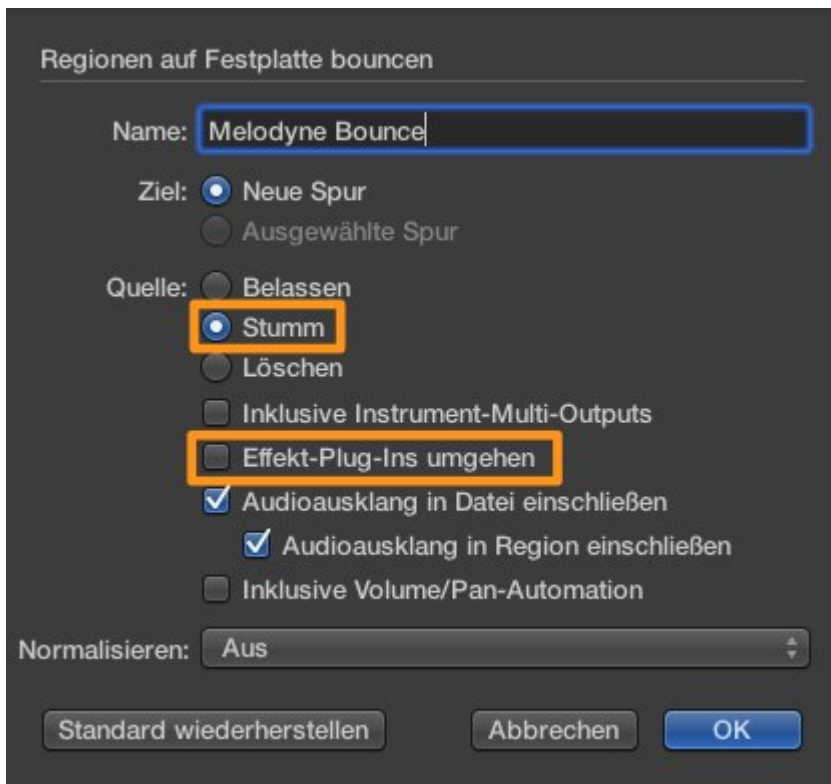 Regionen auf Festplatte bouncen
Name: Melodyne Bounce
Ziel: Neue Spur
Ausgewählte Spur
Quelle: Belassen
Stumm
Löschen
Inklusive Instrument-Multi-Outputs
Effekt-Plug-Ins umgehen
Audioausklang in Datei einschließen
Audioausklang in Region einschließen
Inklusive Volume/Pan-Automation
Normalisieren: Aus
Standard wiederherstellen Abbrechen OK